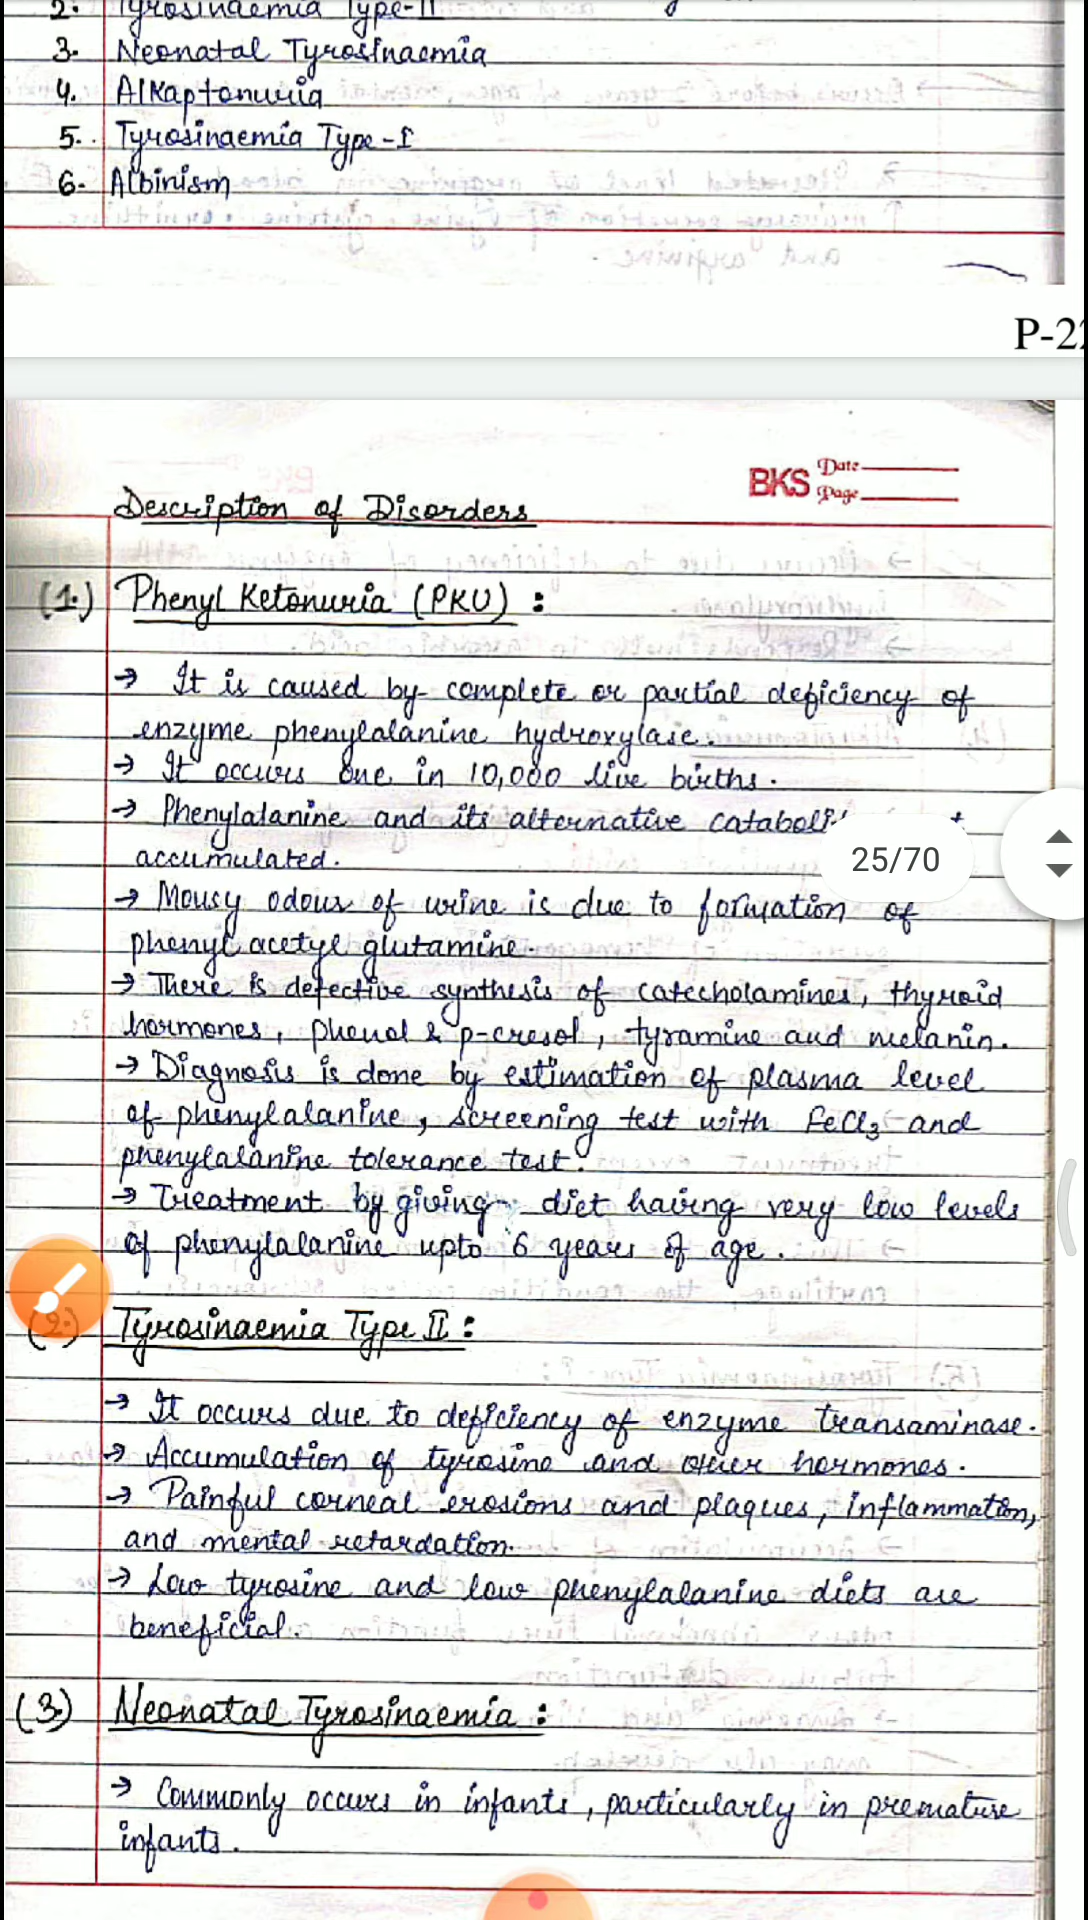 2. Tyrosinaemia Type-II
3. Neonatal Tyrosinaemia
4. Alkaptonuria
5. Tyrosinaemia Type-I
6. Albinism
P-22
BKS Date
Page
Description of Disorders
(1.) Phenyl Ketonuria (PKU) :
→ It is caused by complete or partial deficiency of
enzyme phenylalanine hydroxylase.
→ It occurs one in 10,000 live births.
→ Phenylalanine and its alternative
accumulated.
25/70
→ Mousy odour of urine is due to formation of
phenyl acetyl glutamine.
→ There is defective synthesis of catecholamines, thyroid
hormones, phenol & p-cresol, tyramine and melanin.
→ Diagnosis is done by estimation of plasma level
of phenylalanine, screening test with FeCl3 and
phenylalanine tolerance test.
→ Treatment by giving diet having very low levels
of phenylalanine upto 6 years of age.
(2.) Tyrosinaemia Type II :
→ It occurs due to deficiency of enzyme transaminase.
→ Accumulation of tyrosine and other hormones.
→ Painful corneal erosions and plaques, inflammation,
and mental retardation.
→ Low tyrosine and low phenylalanine diets are
beneficial.
(3) Neonatal Tyrosinaemia :
→ Commonly occurs in infants, particularly in premature
infants.